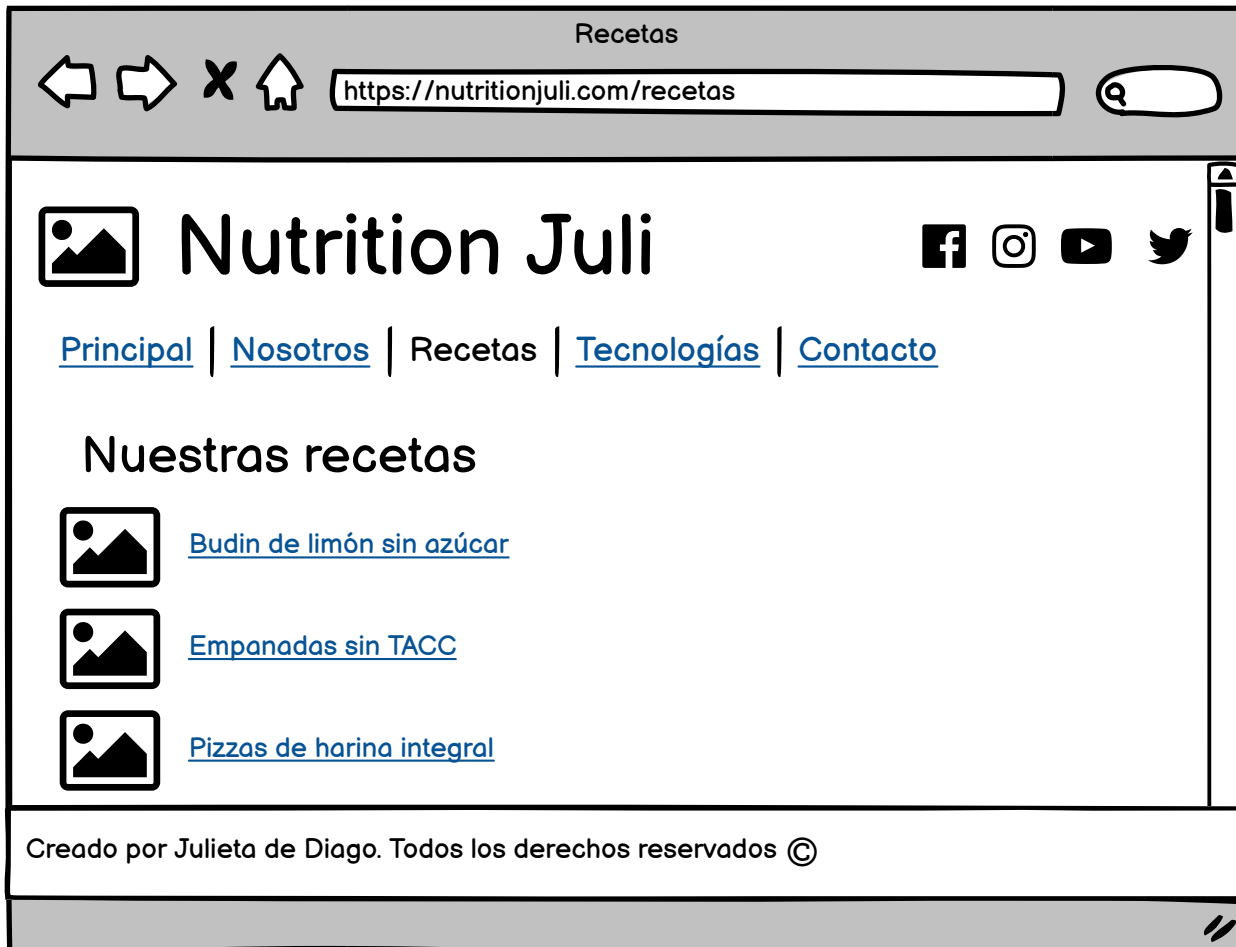 Recetas
https://nutritionjuli.com/recetas
Nutrition Juli
Principal Nosotros Recetas Tecnologías Contacto
Nuestras recetas
Budin de limón sin azúcar
Empanadas sin TACC
Pizzas de harina integral
Creado por Julieta de Diago. Todos los derechos reservados ©